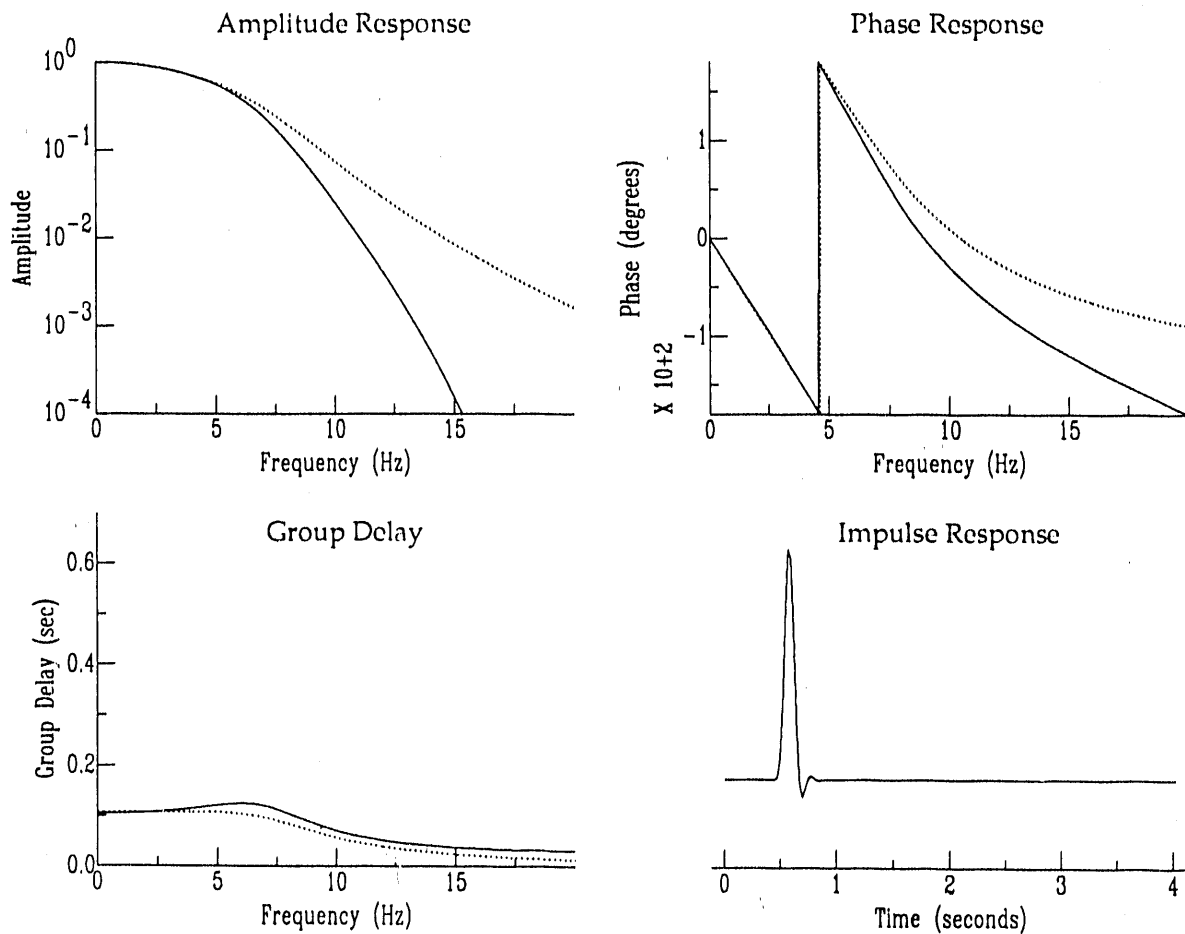 Amplitude Response
10^0
10^-1
10^-2
10^-3
10^-4
Amplitude
0 5 10 15
Frequency (Hz)
Phase Response
1
0
-1
Phase (degrees)
X 10+2
0 5 10 15
Frequency (Hz)
Group Delay
0.6
0.4
0.2
0.0
Group Delay (sec)
0 5 10 15
Frequency (Hz)
Impulse Response
0 1 2 3 4
Time (seconds)